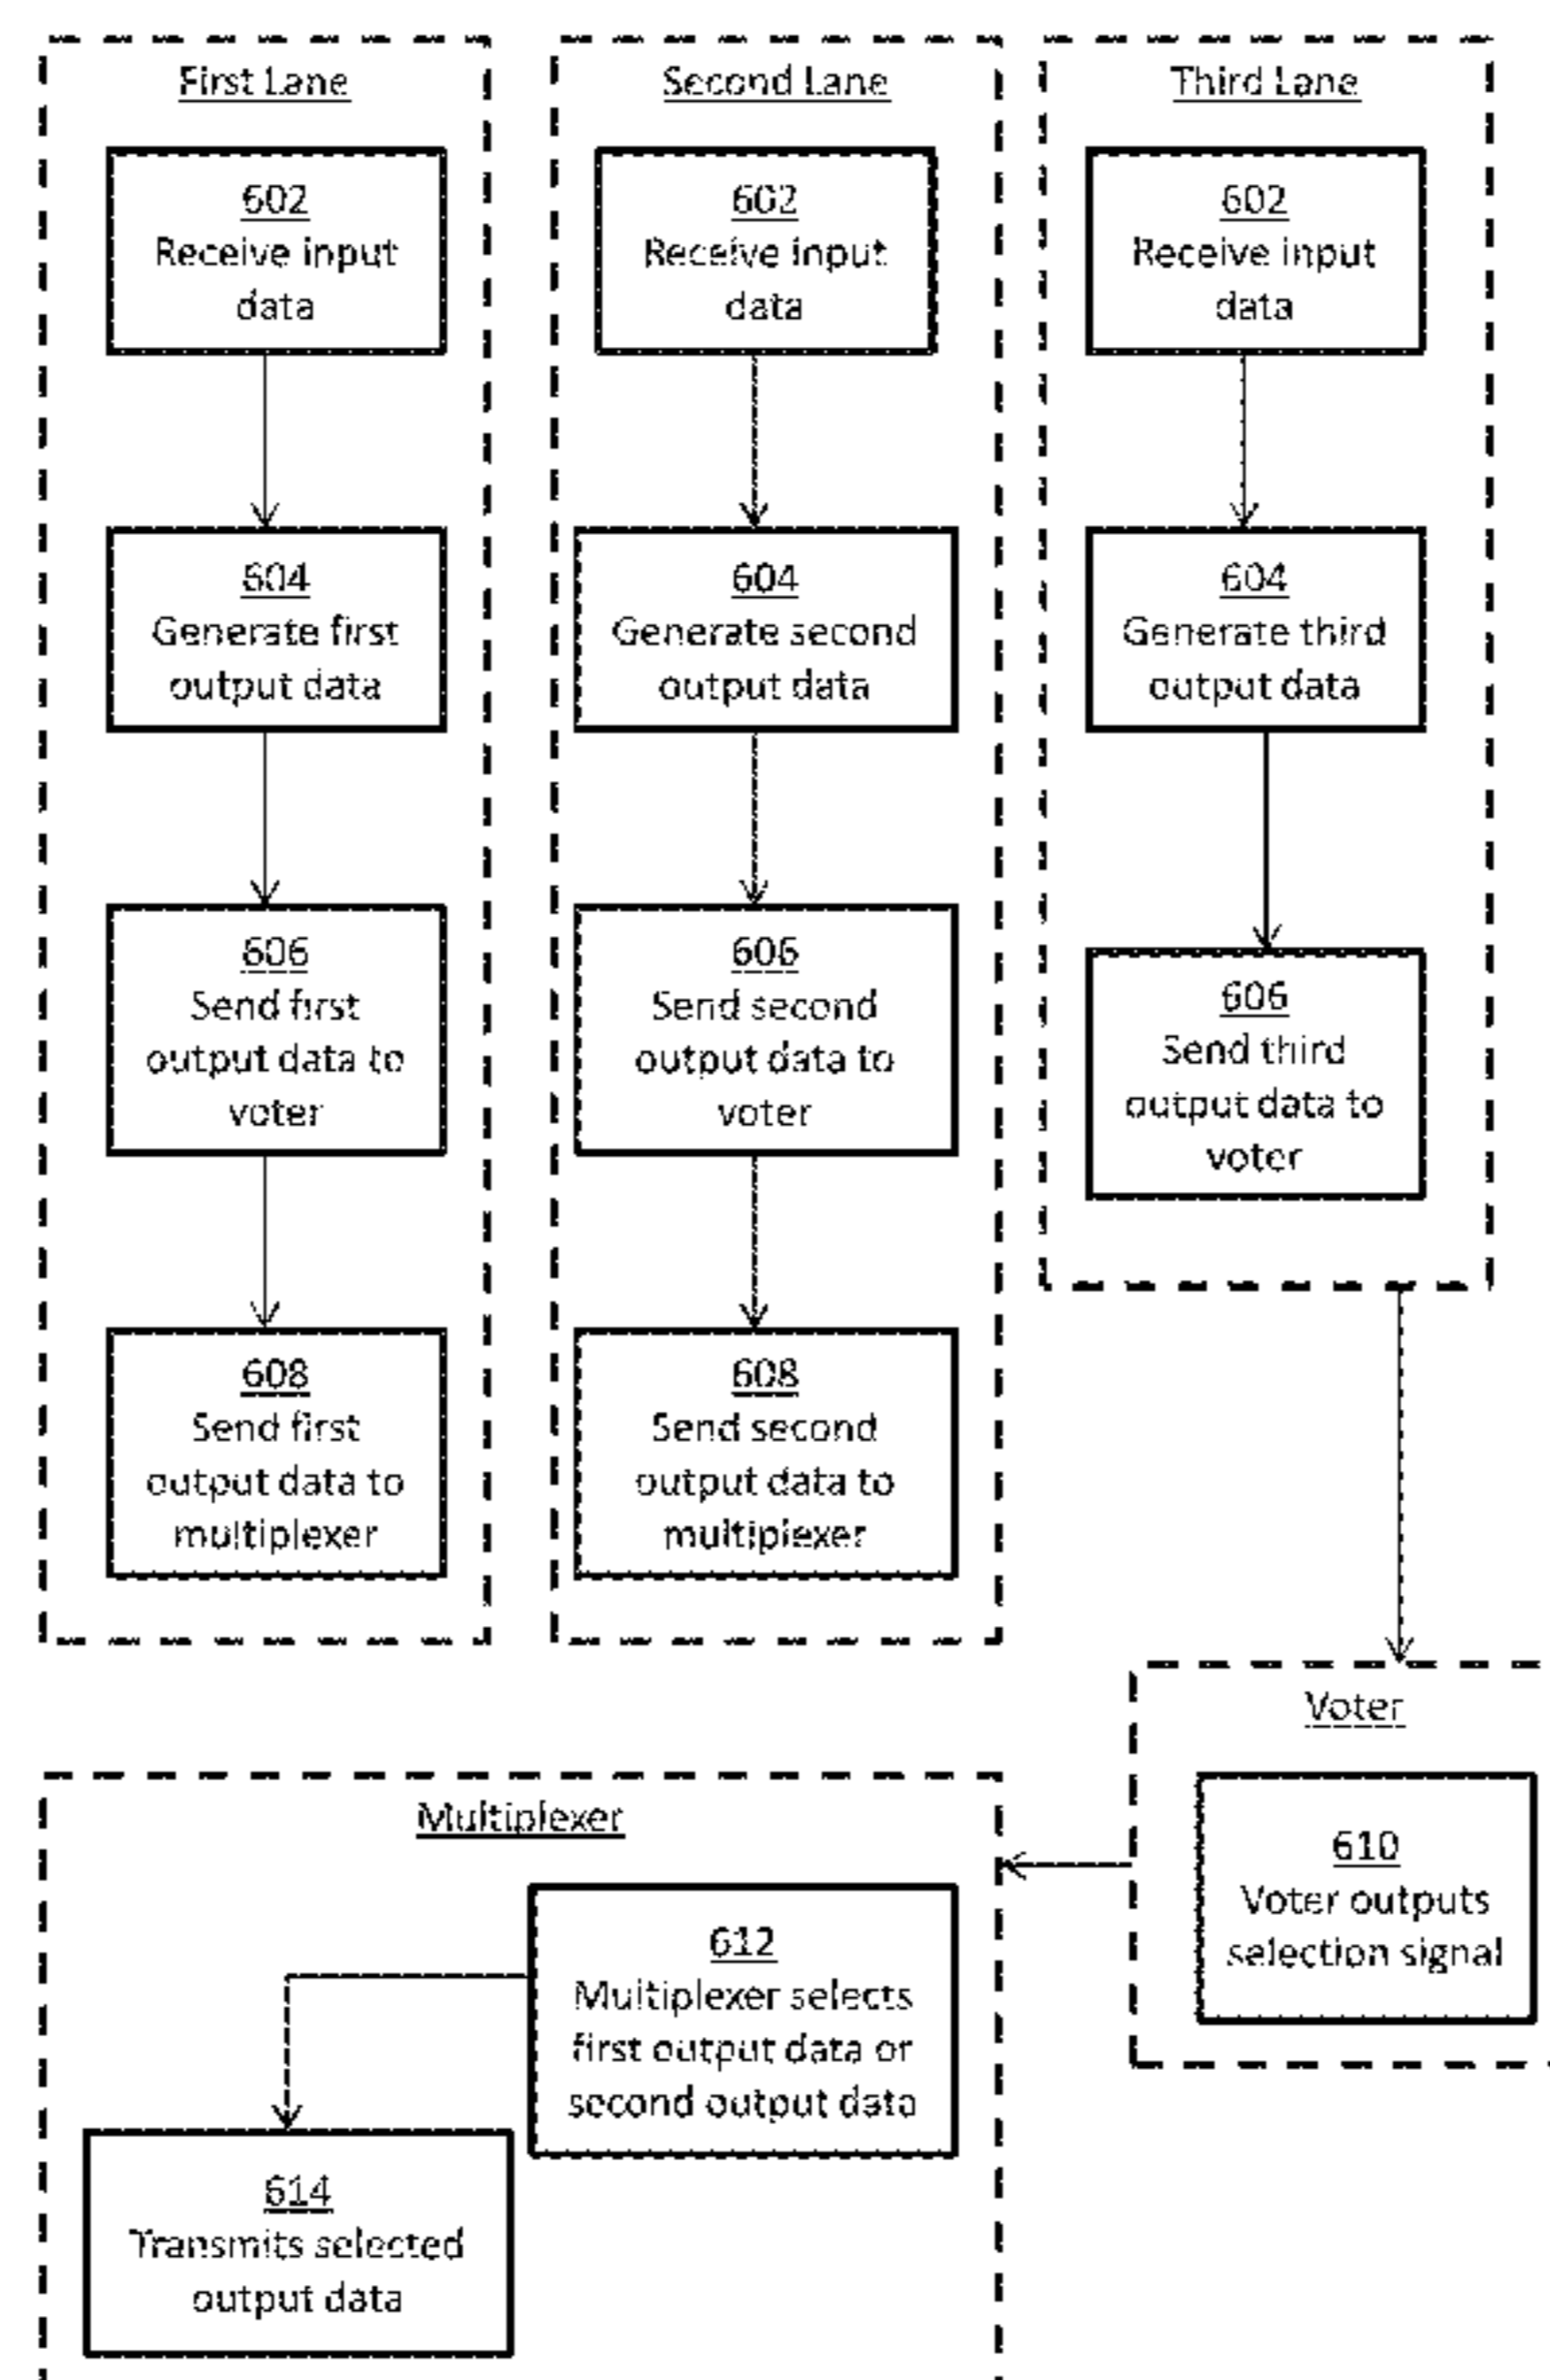 First Lane
602
Receive input
data
604
Generate first
output data
606
Send first
output data to
voter
608
Send first
output data to
multiplexer
Second Lane
602
Receive input
data
604
Generate second
output data
606
Send second
output data to
voter
608
Send second
output data to
multiplexer
Third Lane
602
Receive input
data
604
Generate third
output data
606
Send third
output data to
voter
Voter
610
Voter outputs
selection signal
Multiplexer
612
Multiplexer selects
first output data or
second output data
614
Transmits selected
output data